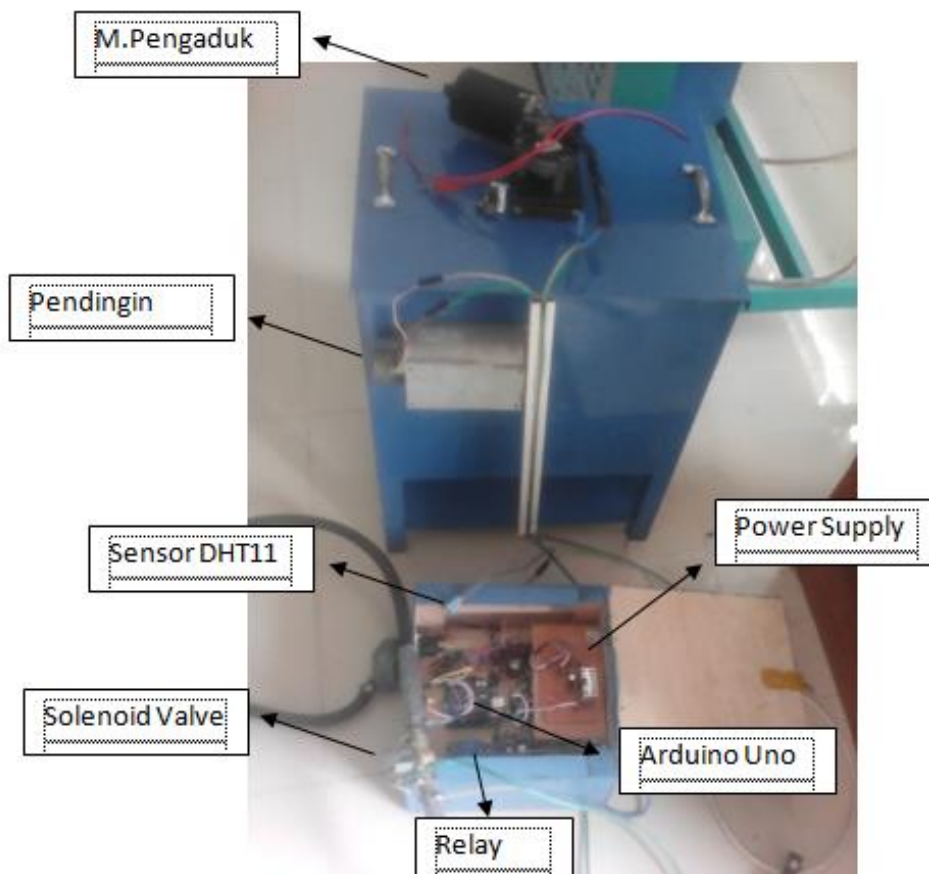 M.Pengaduk
Pendingin
Power Supply
Sensor DHT11
Solenoid Valve
Arduino Uno
Relay